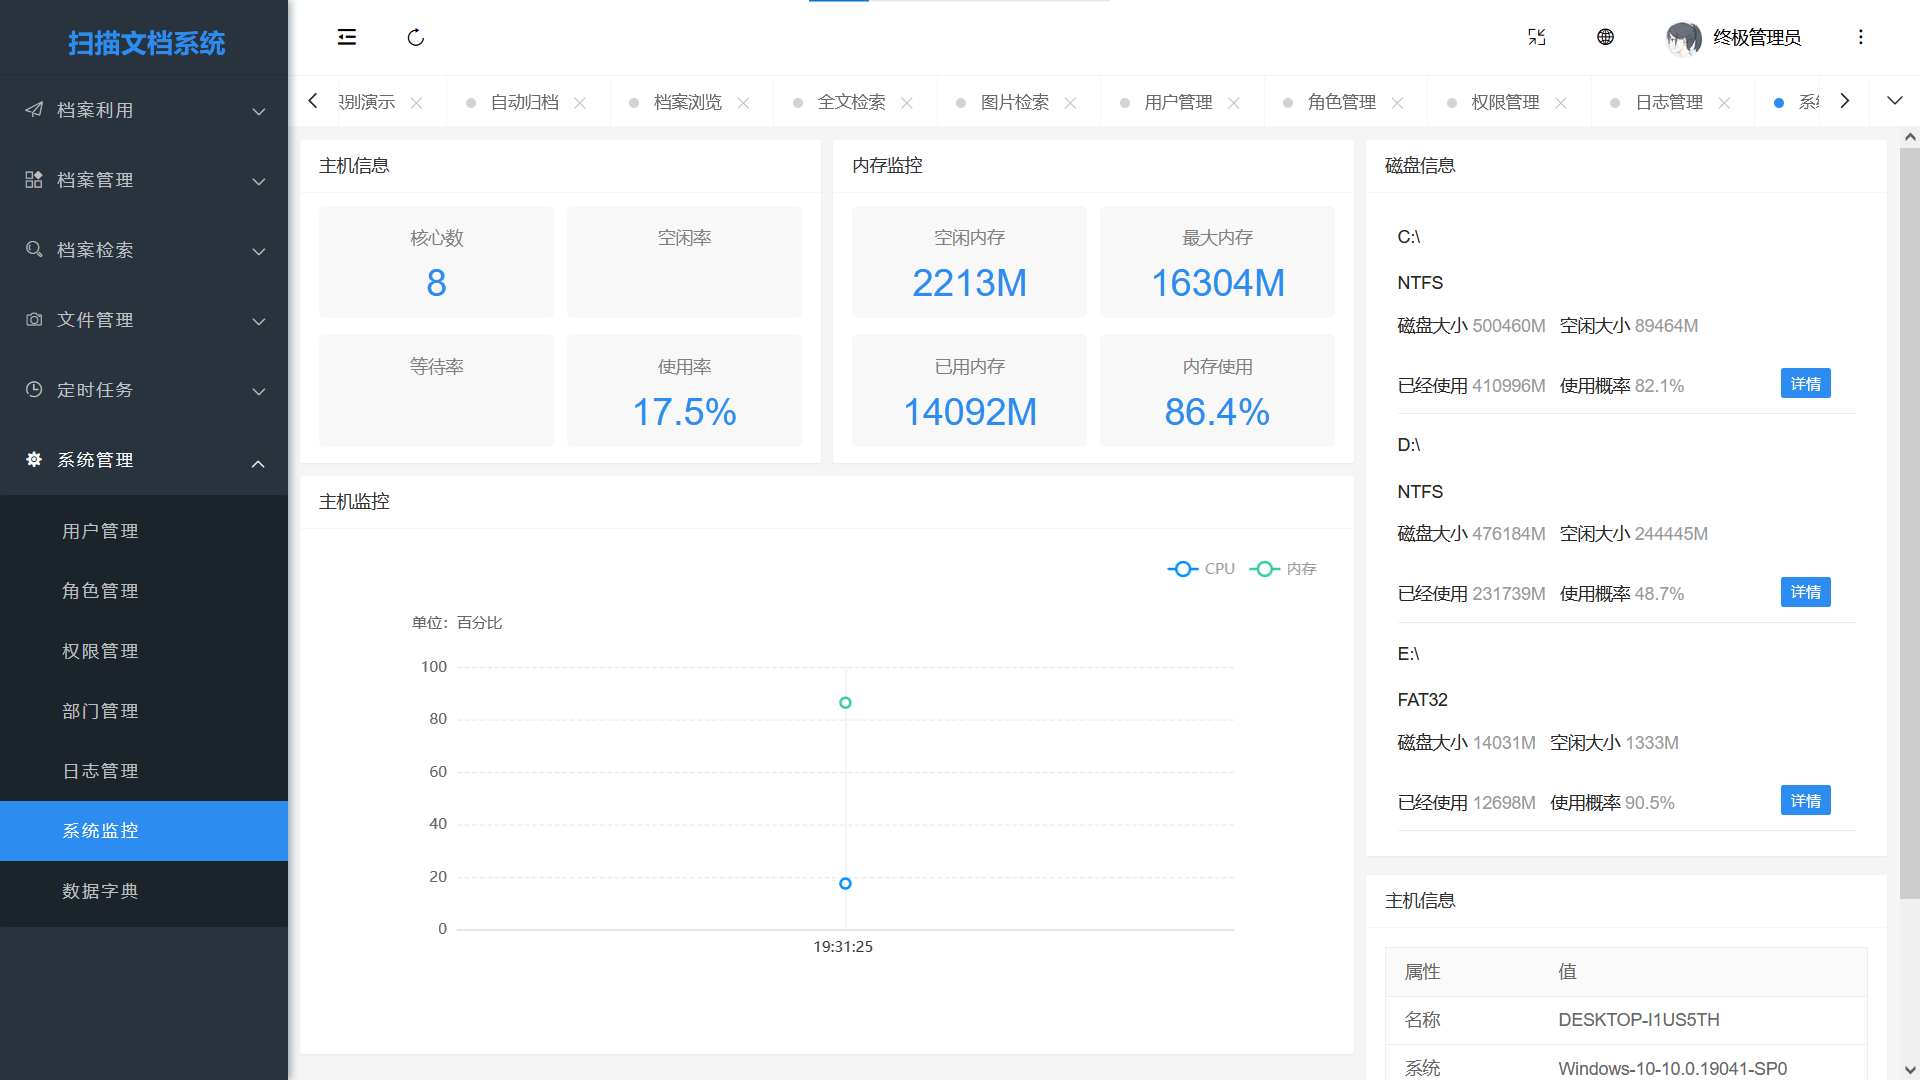 扫描文档系统
档案利用
档案管理
档案检索
文件管理
定时任务
系统管理
用户管理
角色管理
权限管理
部门管理
日志管理
系统监控
数据字典
终极管理员
识别演示
自动归档
档案浏览
全文检索
图片检索
用户管理
角色管理
权限管理
日志管理
系
主机信息
核心数
8
空闲率
等待率
使用率
17.5%
内存监控
空闲内存
2213M
最大内存
16304M
已用内存
14092M
内存使用
86.4%
主机监控
CPU 内存
单位：百分比
100
80
60
40
20
0
19:31:25
磁盘信息
C:\
NTFS
磁盘大小 500460M 空闲大小 89464M
已经使用 410996M 使用概率 82.1% 详情
D:\
NTFS
磁盘大小 476184M 空闲大小 244445M
已经使用 231739M 使用概率 48.7% 详情
E:\
FAT32
磁盘大小 14031M 空闲大小 1333M
已经使用 12698M 使用概率 90.5% 详情
主机信息
属性 值
名称 DESKTOP-I1US5TH
系统 Windows-10-10.0.19041-SP0